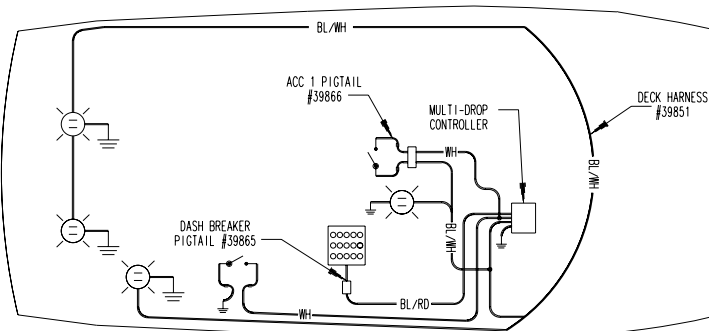 BL/WH
ACC 1 PIGTAIL
#39866
MULTI-DROP
CONTROLLER
DECK HARNESS
#39851
WH
BL/WH
DASH BREAKER
PIGTAIL #39865
BL/WH
BL/RD
WH